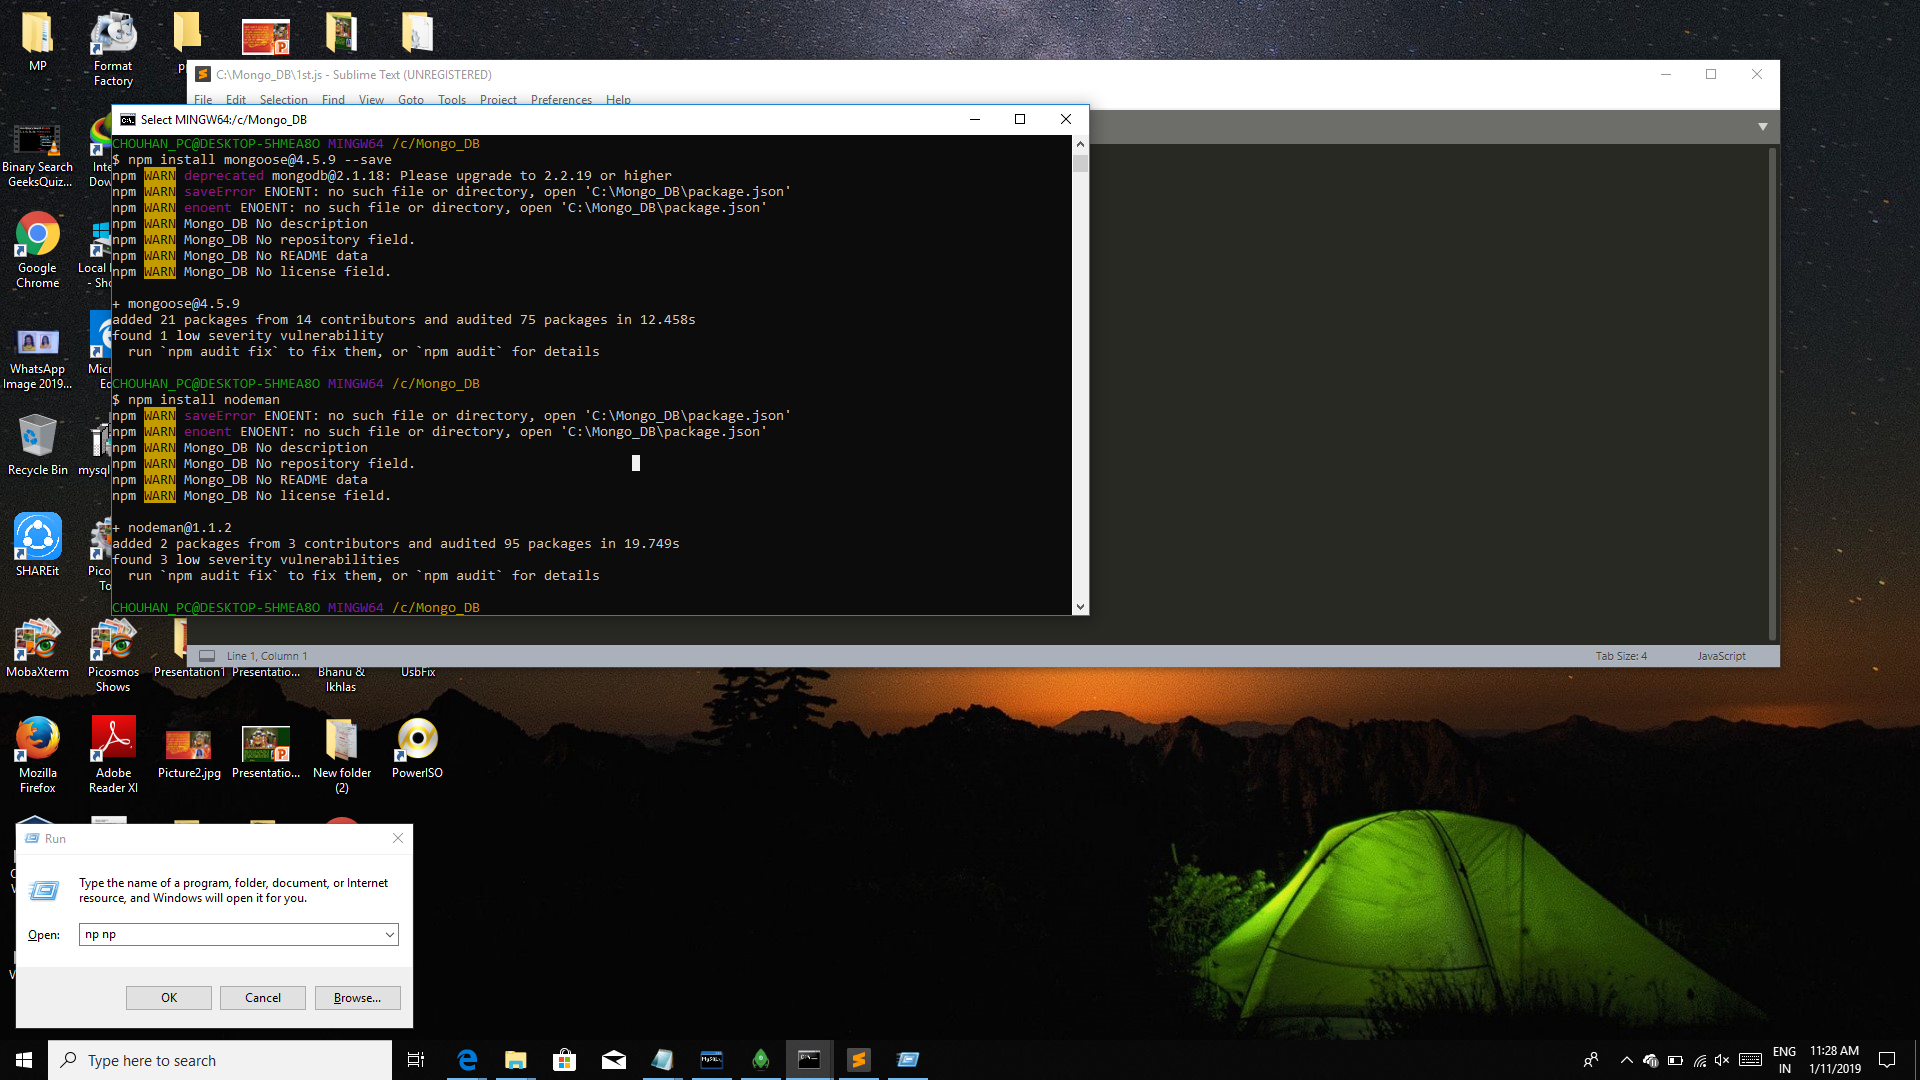 MP
Format
Factory
C:\Mongo_DB\1st.js - Sublime Text (UNREGISTERED)
File Edit Selection Find View Goto Tools Project Preferences Help
Select MINGW64:/c/Mongo_DB
CHOUHAN_PC@DESKTOP-5HMEA8O MINGW64 /c/Mongo_DB
$ npm install mongoose@4.5.9 --save
npm WARN deprecated mongodb@2.1.18: Please upgrade to 2.2.19 or higher
npm WARN saveError ENOENT: no such file or directory, open 'C:\Mongo_DB\package.json'
npm WARN enoent ENOENT: no such file or directory, open 'C:\Mongo_DB\package.json'
npm WARN Mongo_DB No description
npm WARN Mongo_DB No repository field.
npm WARN Mongo_DB No README data
npm WARN Mongo_DB No license field.
+ mongoose@4.5.9
added 21 packages from 14 contributors and audited 75 packages in 12.458s
found 1 low severity vulnerability
run `npm audit fix` to fix them, or `npm audit` for details
CHOUHAN_PC@DESKTOP-5HMEA8O MINGW64 /c/Mongo_DB
$ npm install nodeman
npm WARN saveError ENOENT: no such file or directory, open 'C:\Mongo_DB\package.json'
npm WARN enoent ENOENT: no such file or directory, open 'C:\Mongo_DB\package.json'
npm WARN Mongo_DB No description
npm WARN Mongo_DB No repository field.
npm WARN Mongo_DB No README data
npm WARN Mongo_DB No license field.
+ nodeman@1.1.2
added 2 packages from 3 contributors and audited 95 packages in 19.749s
found 3 low severity vulnerabilities
run `npm audit fix` to fix them, or `npm audit` for details
CHOUHAN_PC@DESKTOP-5HMEA8O MINGW64 /c/Mongo_DB
Line 1, Column 1
Tab Size: 4
JavaScript
Binary Search
GeeksQuiz...
Inte
Dow
Google
Chrome
Local
- Sho
WhatsApp
Image 2019...
Micr
Ed
Recycle Bin
mysql
SHAREit
Pico
To
MobaXterm
Picosmos
Shows
Presentation1
Presentatio...
Bhanu &
Ikhlas
UsbFix
Mozilla
Firefox
Adobe
Reader XI
Picture2.jpg
Presentatio...
New folder
(2)
PowerISO
Run
Type the name of a program, folder, document, or Internet
resource, and Windows will open it for you.
Open: np np
OK Cancel Browse...
Type here to search
MySQL
ENG
IN
11:28 AM
1/11/2019